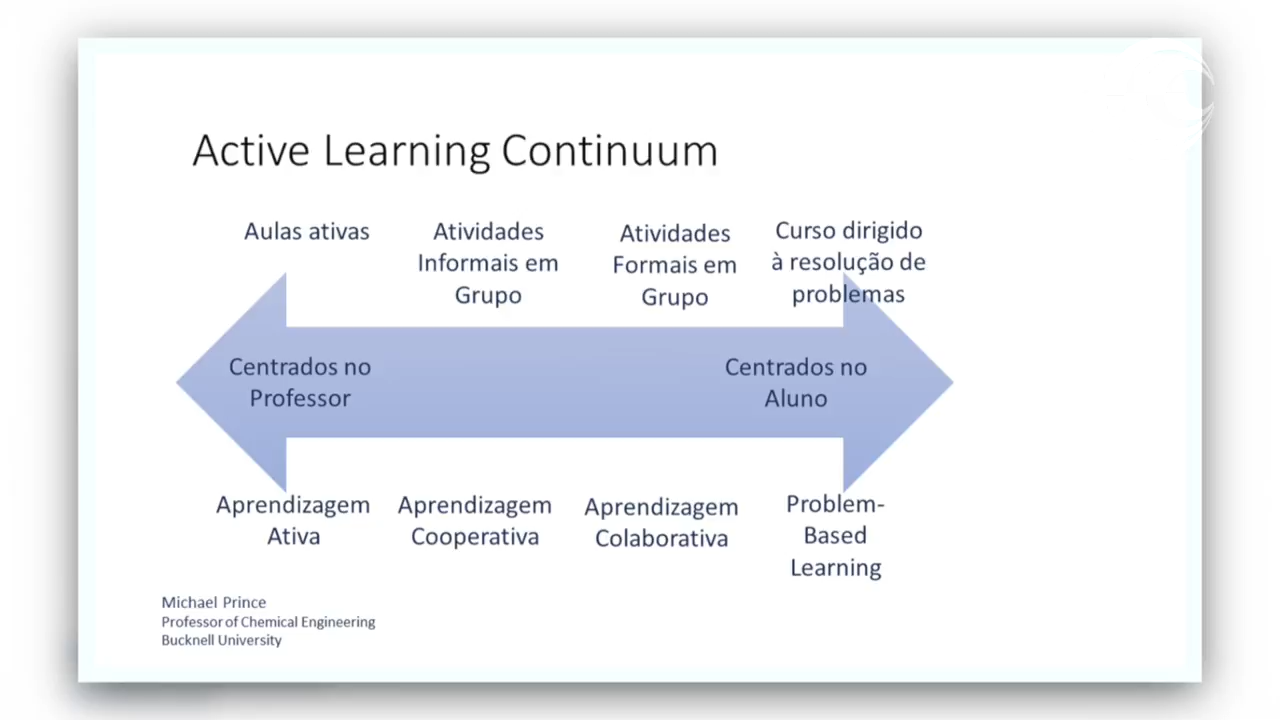 Active Learning Continuum
Aulas ativas
Atividades
Informais em
Grupo
Atividades
Formais em
Grupo
Curso dirigido
à resolução de
problemas
Centrados no
Professor
Centrados no
Aluno
Aprendizagem
Ativa
Aprendizagem
Cooperativa
Aprendizagem
Colaborativa
Problem-
Based
Learning
Michael Prince
Professor of Chemical Engineering
Bucknell University